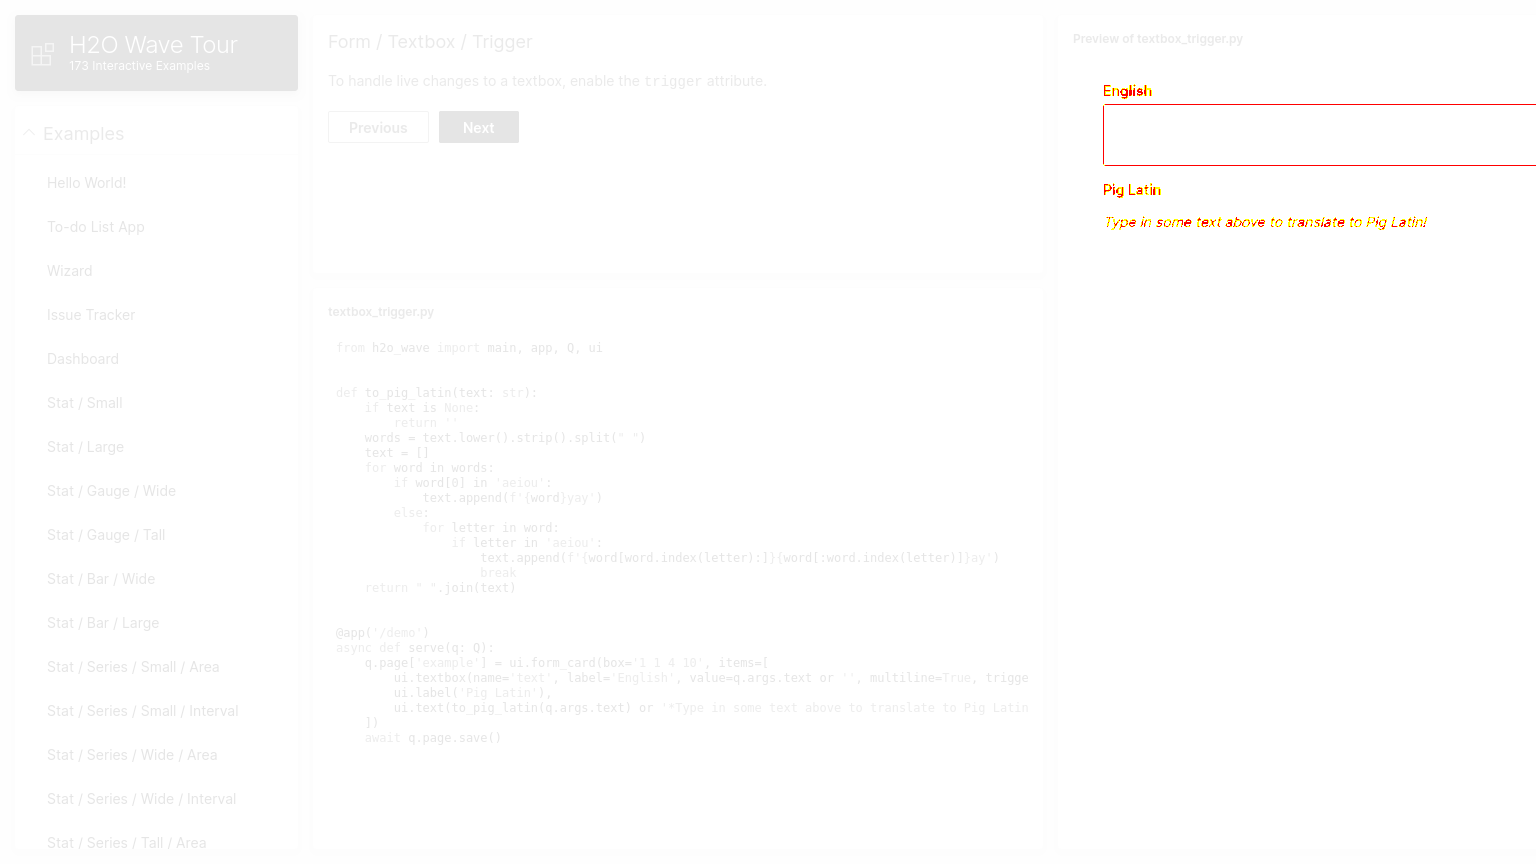 H2O Wave Tour
173 Interactive Examples
Examples
Hello World!
To-do List App
Wizard
Issue Tracker
Dashboard
Stat / Small
Stat / Large
Stat / Gauge / Wide
Stat / Gauge / Tall
Stat / Bar / Wide
Stat / Bar / Large
Stat / Series / Small / Area
Stat / Series / Small / Interval
Stat / Series / Wide / Area
Stat / Series / Wide / Interval
Stat / Series / Tall / Area
Form / Textbox / Trigger
To handle live changes to a textbox, enable the trigger attribute.
Previous
Next
textbox_trigger.py
from h2o_wave import main, app, Q, ui
def to_pig_latin(text: str):
    if text is None:
        return ''
    words = text.lower().strip().split(" ")
    text = []
    for word in words:
        if word[0] in 'aeiou':
            text.append(f'{word}yay')
        else:
            for letter in word:
                if letter in 'aeiou':
                    text.append(f'{word[word.index(letter):]}{word[:word.index(letter)]}ay')
                    break
    return " ".join(text)
@app('/demo')
async def serve(q: Q):
    q.page['example'] = ui.form_card(box='1 1 4 10', items=[
        ui.textbox(name='text', label='English', value=q.args.text or '', multiline=True, trigge
        ui.label('Pig Latin'),
        ui.text(to_pig_latin(q.args.text) or '*Type in some text above to translate to Pig Latin
    ])
    await q.page.save()
Preview of textbox_trigger.py
English
Pig Latin
Type in some text above to translate to Pig Latin!